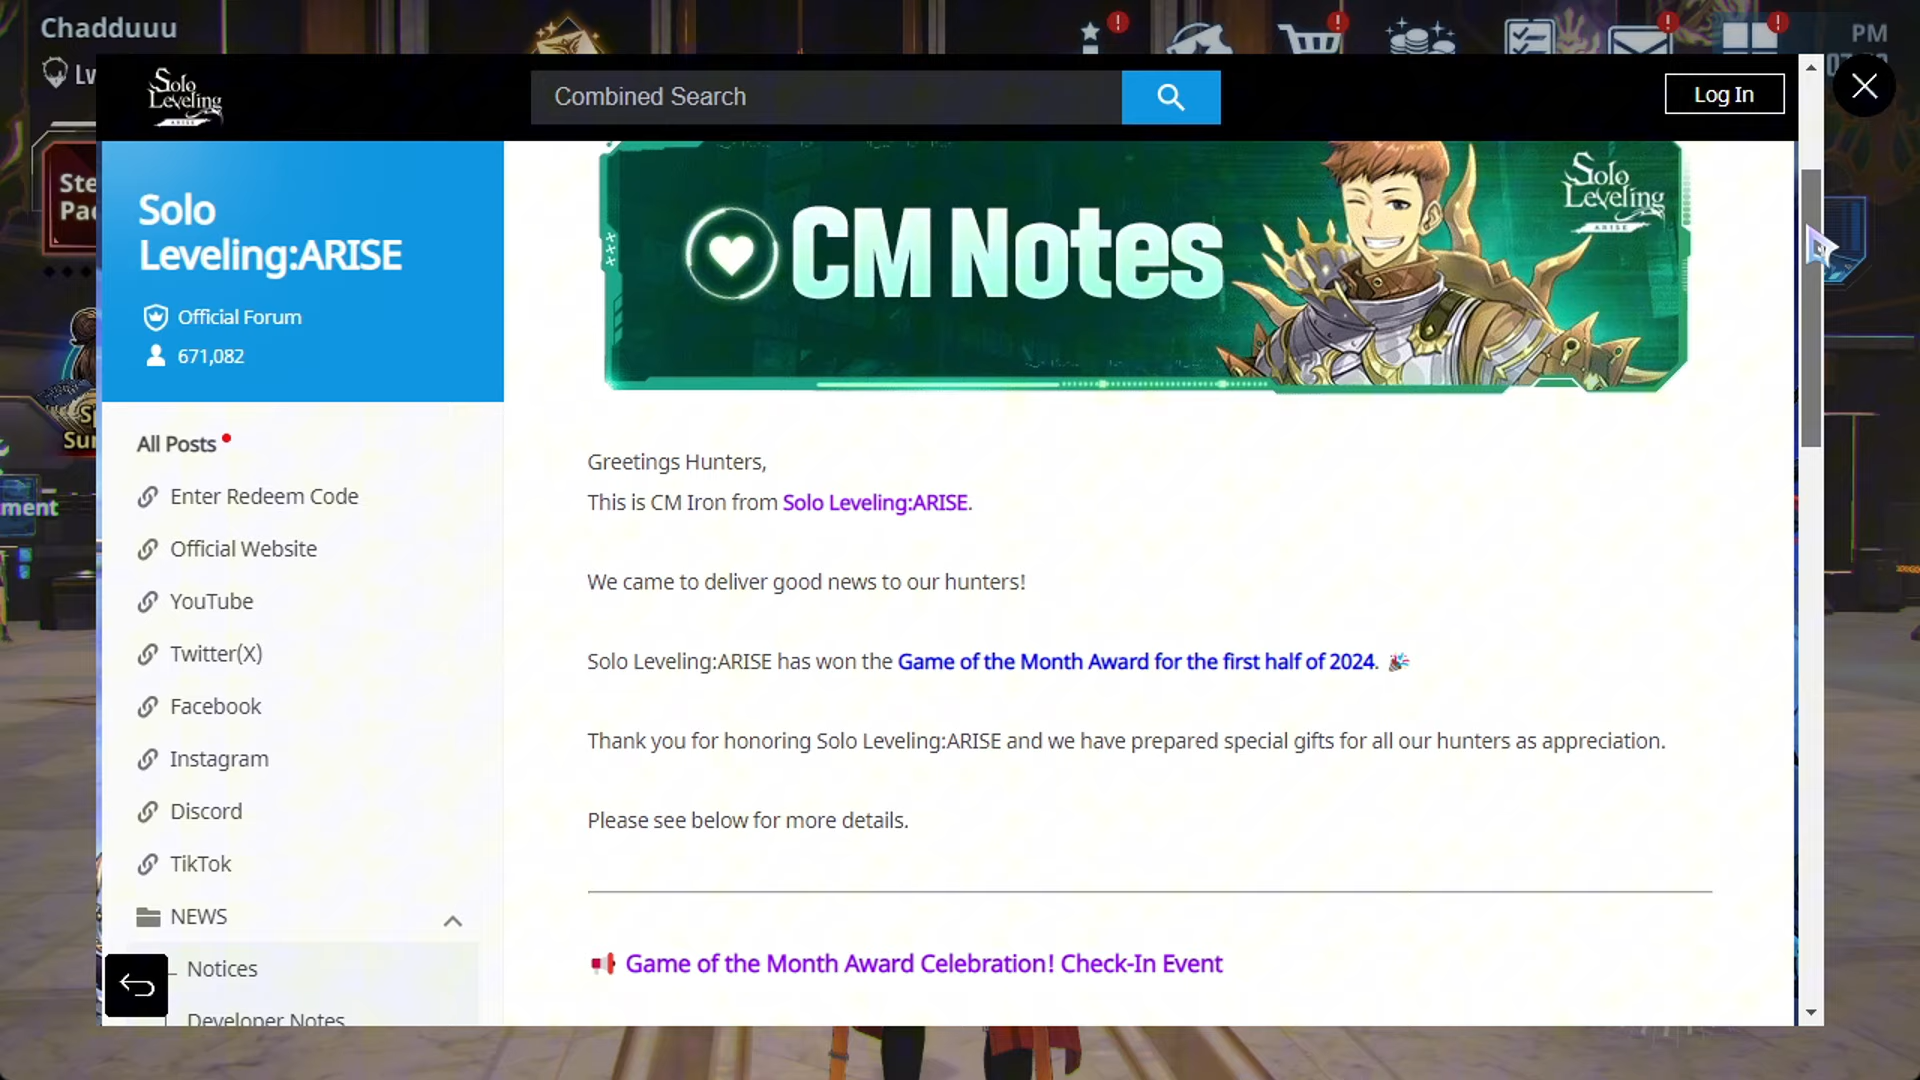 Chadduuu
PM
Solo
Leveling
ARISE
Combined Search
Log In
Solo
Leveling:ARISE
Official Forum
671,082
CM Notes
Solo
Leveling
ARISE
All Posts
Enter Redeem Code
Official Website
YouTube
Twitter(X)
Facebook
Instagram
Discord
TikTok
NEWS
Notices
Developer Notes
Greetings Hunters,
This is CM Iron from Solo Leveling:ARISE.
We came to deliver good news to our hunters!
Solo Leveling:ARISE has won the Game of the Month Award for the first half of 2024. 🎉
Thank you for honoring Solo Leveling:ARISE and we have prepared special gifts for all our hunters as appreciation.
Please see below for more details.
📢 Game of the Month Award Celebration! Check-In Event